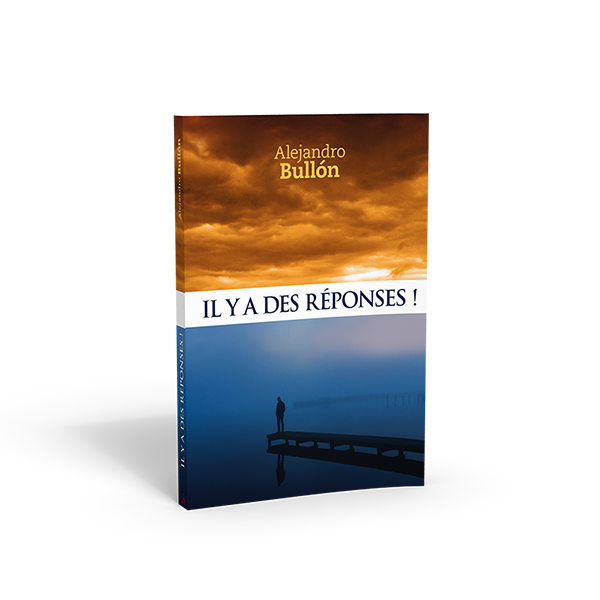 Alejandro
Bullón
IL Y A DES RÉPONSES !
Alejandro Bullón
IL Y A DES RÉPONSES !